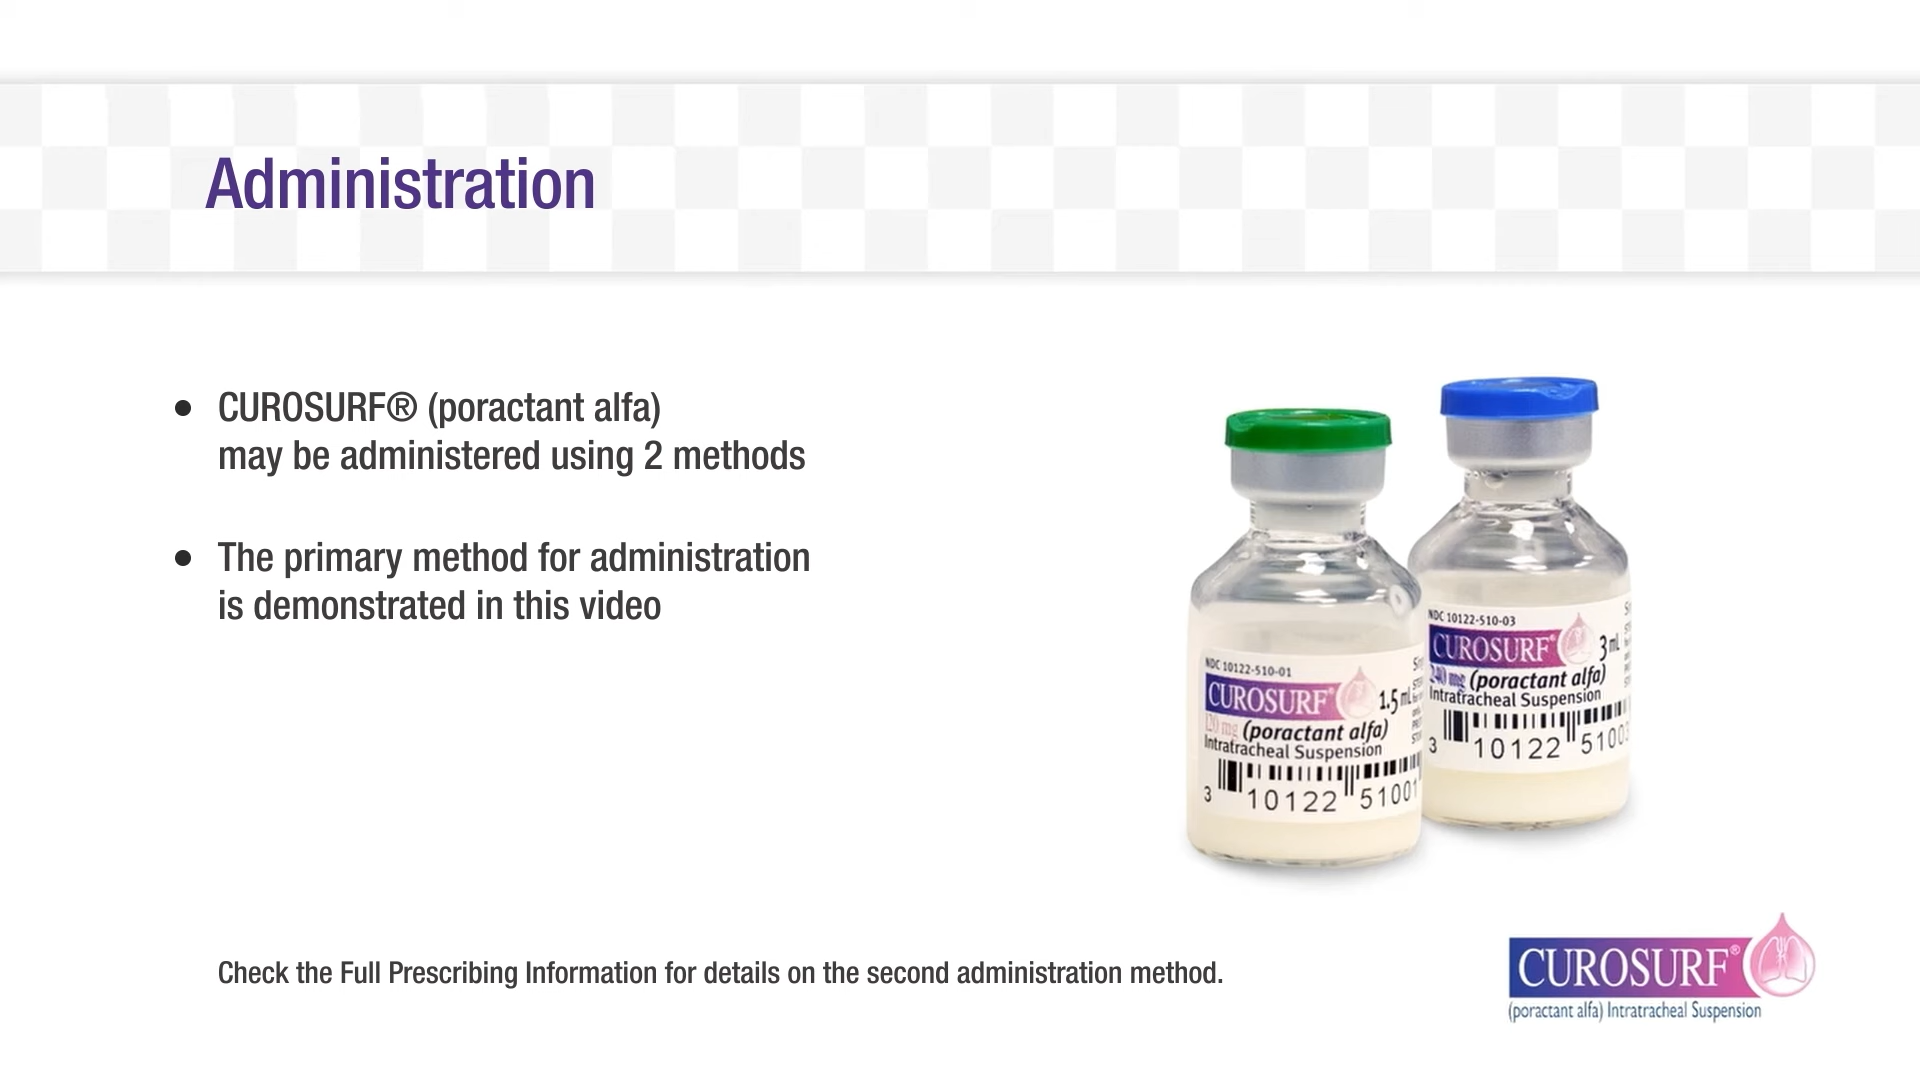 Administration
● CUROSURF® (poractant alfa)
may be administered using 2 methods
● The primary method for administration
is demonstrated in this video
NDC 10122-510-01
CUROSURF® 1.5 mL
120 mg (poractant alfa)
Intratracheal Suspension
3 10122 51001
NDC 10122-510-03
CUROSURF® 3 mL
240 mg (poractant alfa)
Intratracheal Suspension
3 10122 51003
Check the Full Prescribing Information for details on the second administration method.
CUROSURF®
(poractant alfa) Intratracheal Suspension